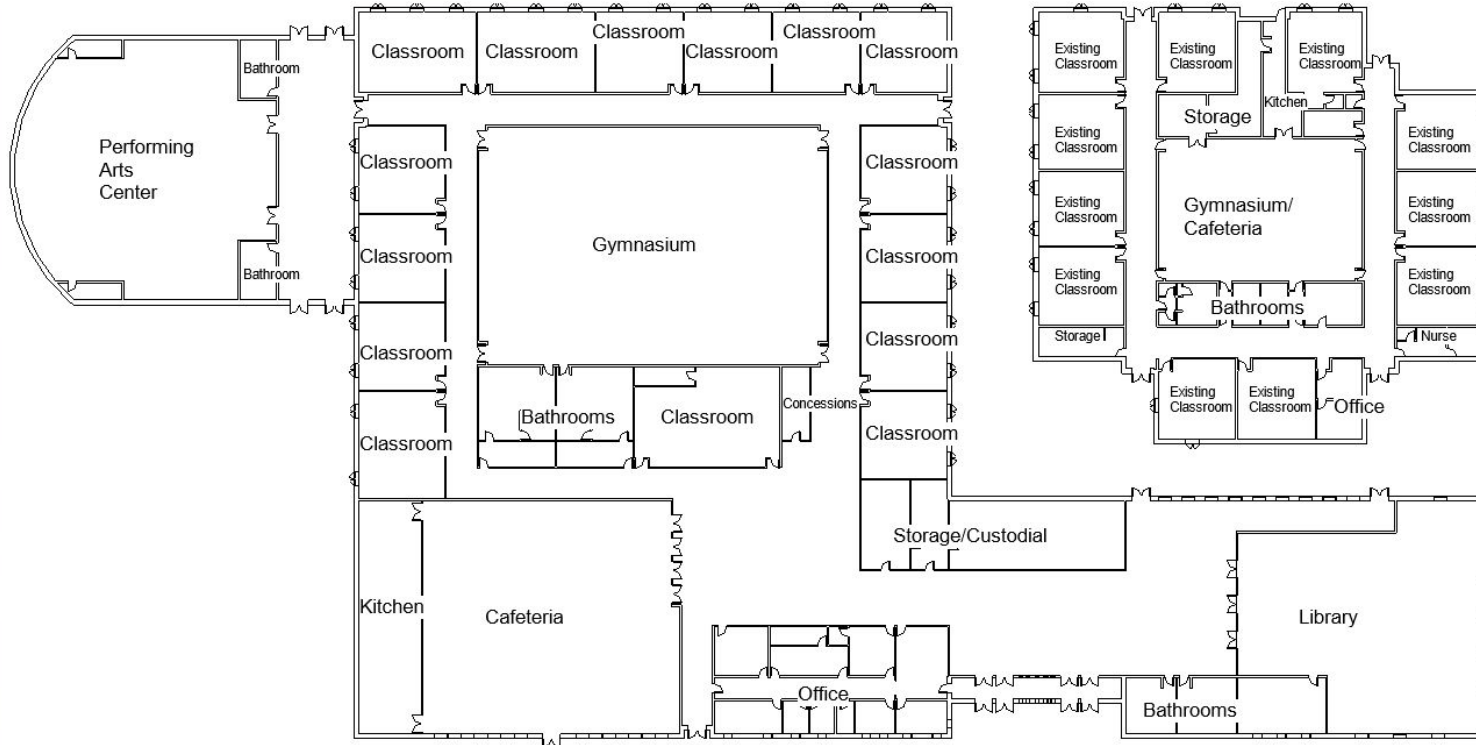 Classroom
Classroom
Classroom
Classroom
Classroom
Classroom
Existing
Classroom
Existing
Classroom
Existing
Classroom
Bathroom
Kitchen
Storage
Performing
Arts
Center
Classroom
Classroom
Existing
Classroom
Existing
Classroom
Gymnasium
Gymnasium/
Cafeteria
Existing
Classroom
Existing
Classroom
Classroom
Classroom
Bathroom
Existing
Classroom
Existing
Classroom
Bathrooms
Classroom
Classroom
Storage
Nurse
Bathrooms
Classroom
Concessions
Existing
Classroom
Existing
Classroom
Office
Classroom
Classroom
Storage/Custodial
Kitchen
Cafeteria
Library
Office
Bathrooms